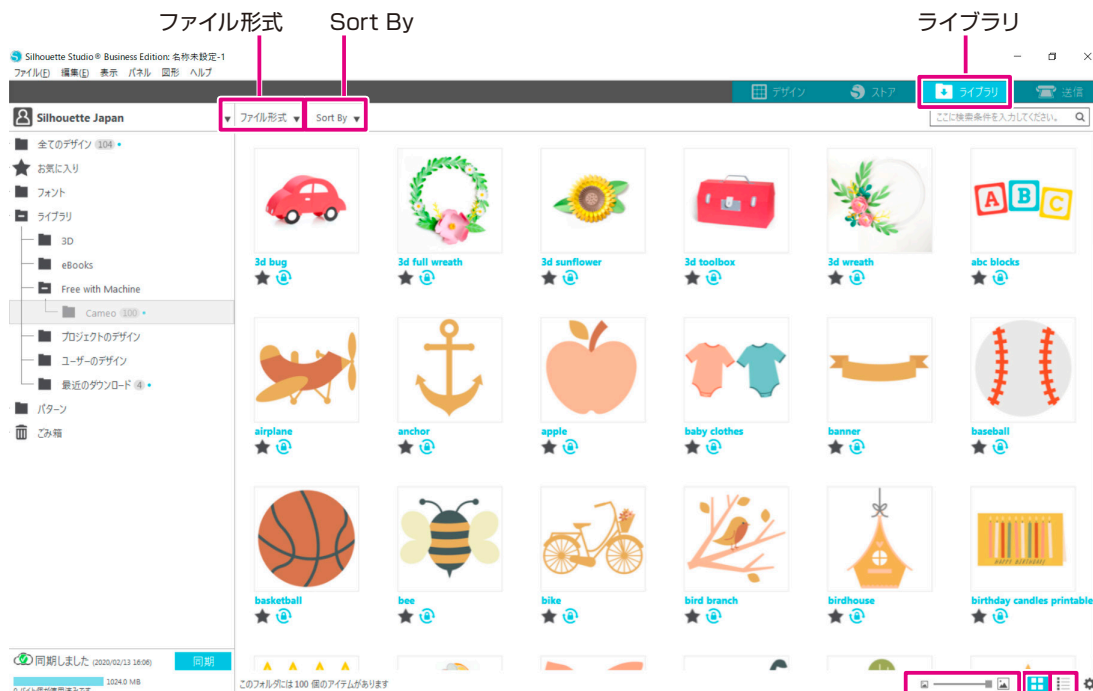 ファイル形式 Sort By ライブラリ
Silhouette Studio® Business Edition: 名称未設定-1
ファイル(F) 編集(E) 表示 パネル 図形 ヘルプ
デザイン ストア ライブラリ 送信
Silhouette Japan ファイル形式 Sort By ここに検索条件を入力してください。
全てのデザイン 104
お気に入り
フォント
ライブラリ
3D
eBooks
Free with Machine
Cameo 100
プロジェクトのデザイン
ユーザーのデザイン
最近のダウンロード 4
パターン
ごみ箱
A B C
3d bug 3d full wreath 3d sunflower 3d toolbox 3d wreath abc blocks
airplane anchor apple baby clothes banner baseball
HAPPY BIRTHDAY!
basketball bee bike bird branch birdhouse birthday candles printable
同期しました (2020/02/13 16:06) 同期
1024.0 MB
このフォルダには 100 個のアイテムがあります